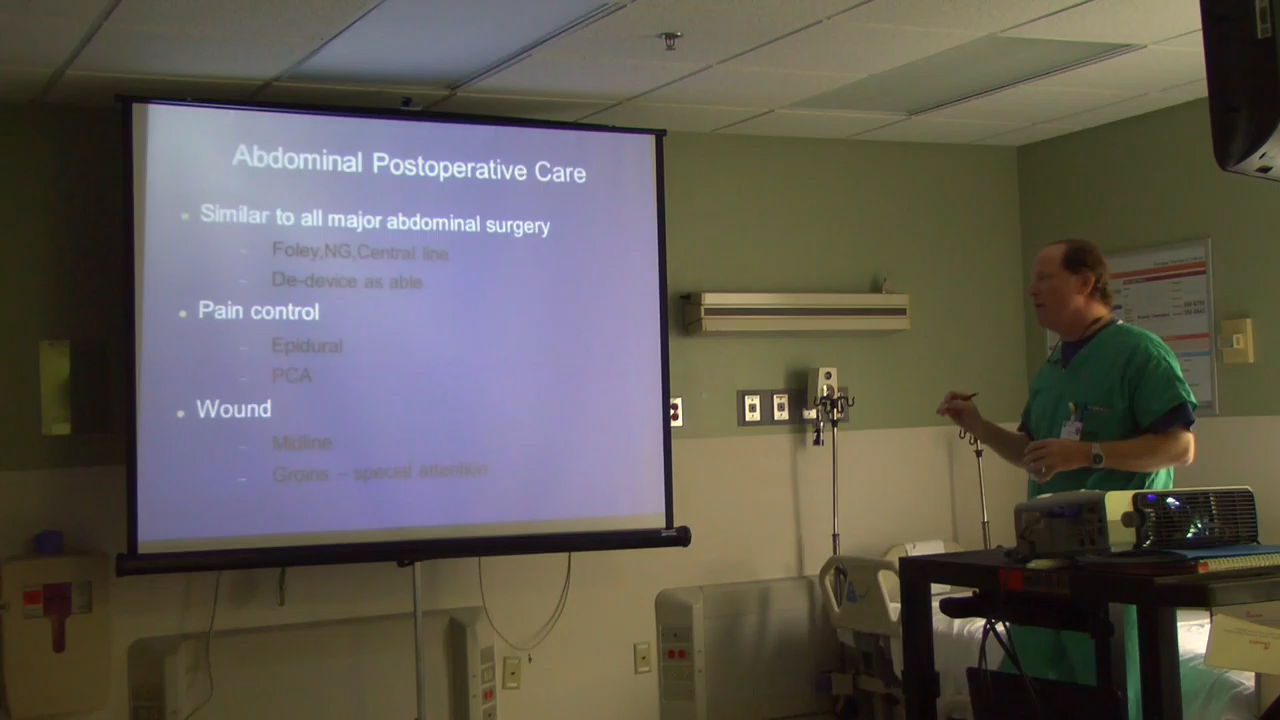 Abdominal Postoperative Care
Similar to all major abdominal surgery
Foley,NG,Central line
De-device as able
Pain control
Epidural
PCA
Wound
Midline
Groins – special attention